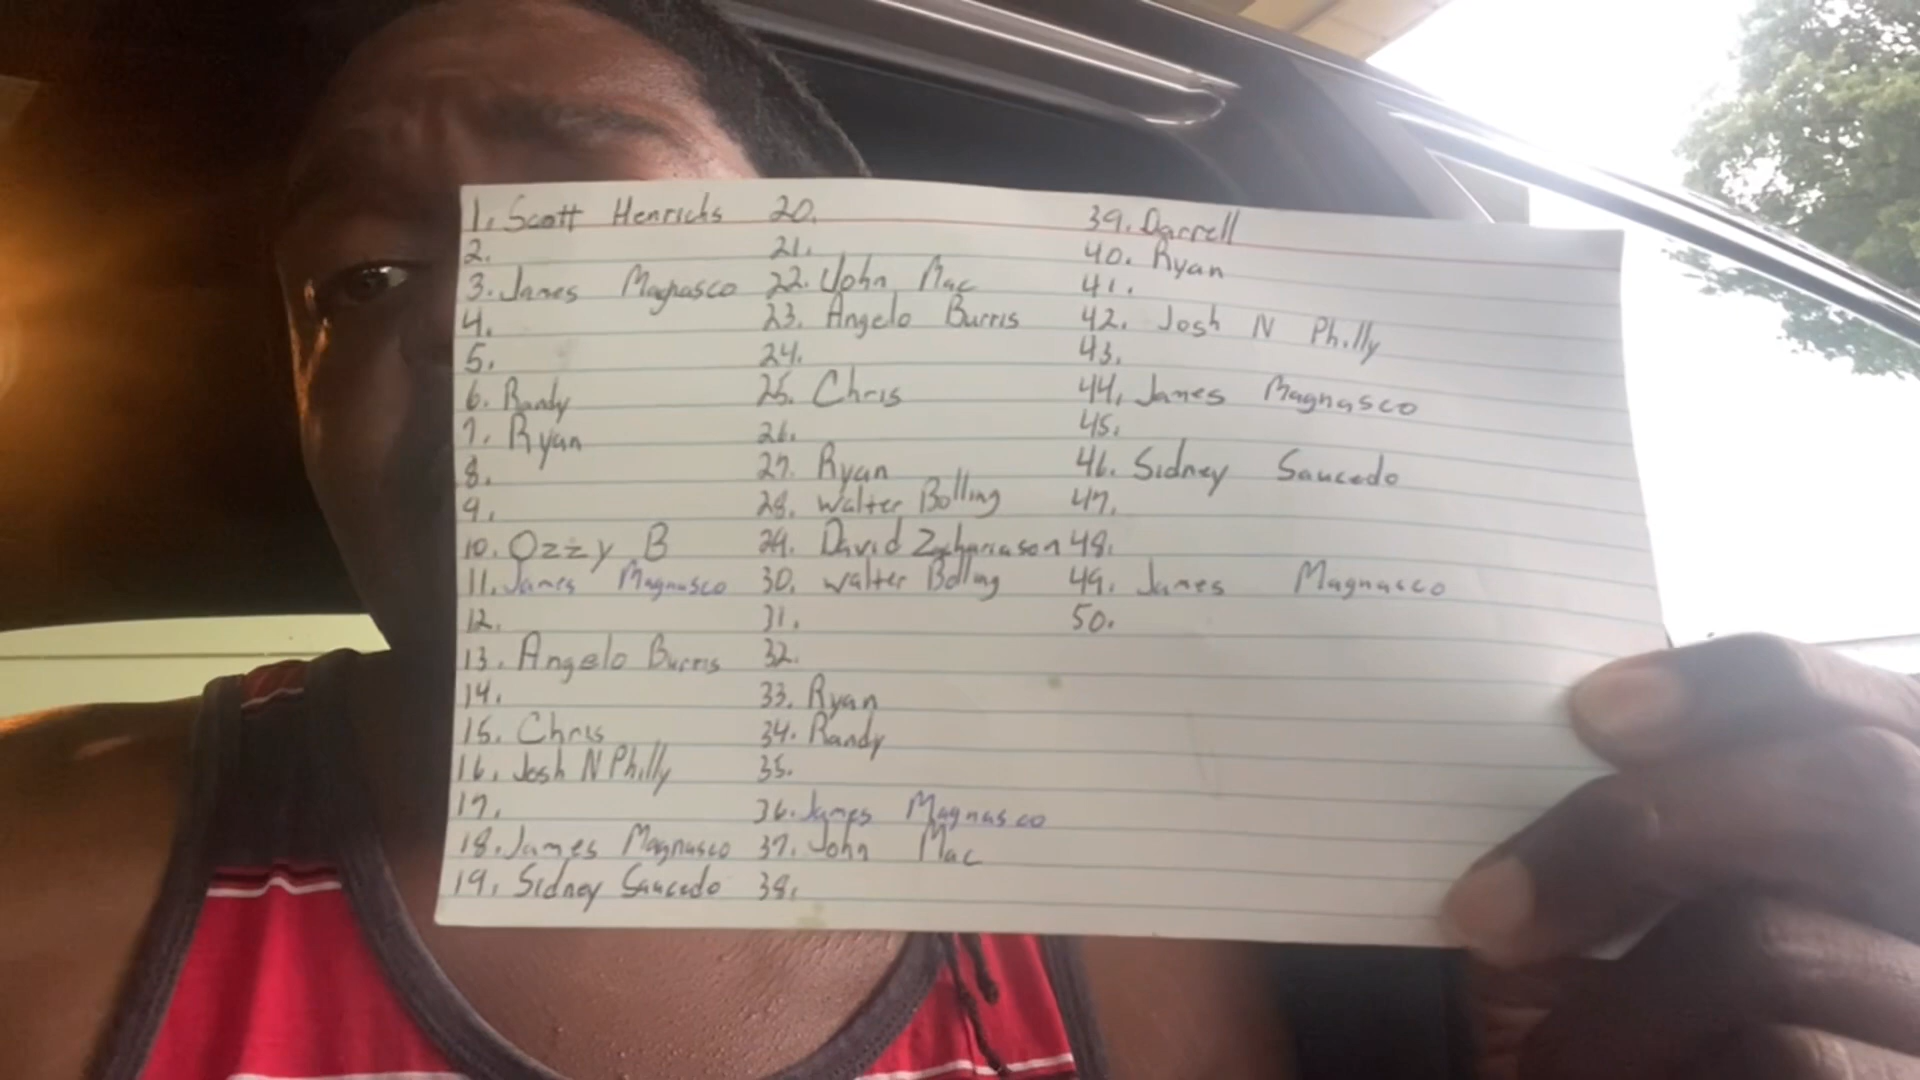 1. Scott Henrichs
2.
3. James Magnasco
4.
5.
6. Randy
7. Ryan
8.
9.
10. Ozzy B
11. James Magnasco
12.
13. Angelo Burris
14.
15. Chris
16. Josh N Philly
17.
18. James Magnasco
19. Sidney Saucedo
20.
21.
22. John Mac
23. Angelo Burris
24.
25. Chris
26.
27. Ryan
28. Walter Bolling
29. David Zachariason
30. Walter Bolling
31.
32.
33. Ryan
34. Randy
35.
36. James Magnasco
37. John Mac
38.
39. Darrell
40. Ryan
41.
42. Josh N Philly
43.
44. James Magnasco
45.
46. Sidney Saucedo
47.
48.
49. James Magnasco
50.